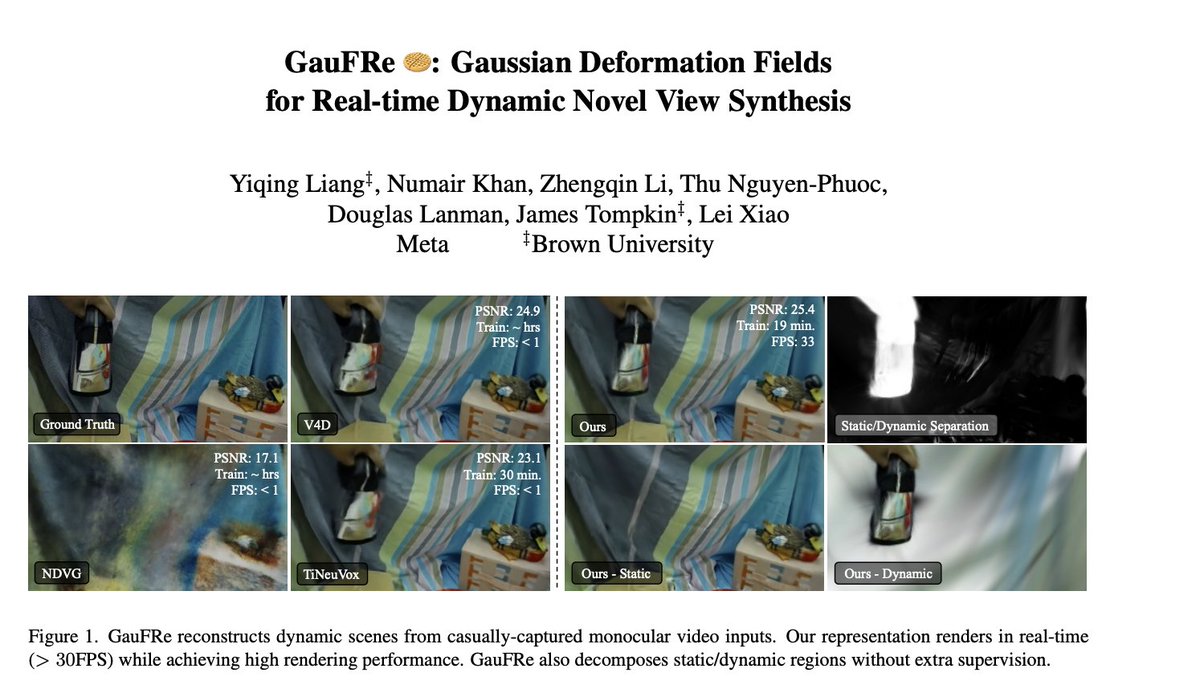 GauFRe 🧇: Gaussian Deformation Fields
for Real-time Dynamic Novel View Synthesis
Yiqing Liang‡, Numair Khan, Zhengqin Li, Thu Nguyen-Phuoc,
Douglas Lanman, James Tompkin‡, Lei Xiao
Meta ‡Brown University
Ground Truth
PSNR: 24.9
Train: ~ hrs
FPS: < 1
V4D
PSNR: 25.4
Train: 19 min.
FPS: 33
Ours
Static/Dynamic Separation
PSNR: 17.1
Train: ~ hrs
FPS: < 1
NDVG
PSNR: 23.1
Train: 30 min.
FPS: < 1
TiNeuVox
Ours - Static
Ours - Dynamic
Figure 1. GauFRe reconstructs dynamic scenes from casually-captured monocular video inputs. Our representation renders in real-time
(> 30FPS) while achieving high rendering performance. GauFRe also decomposes static/dynamic regions without extra supervision.